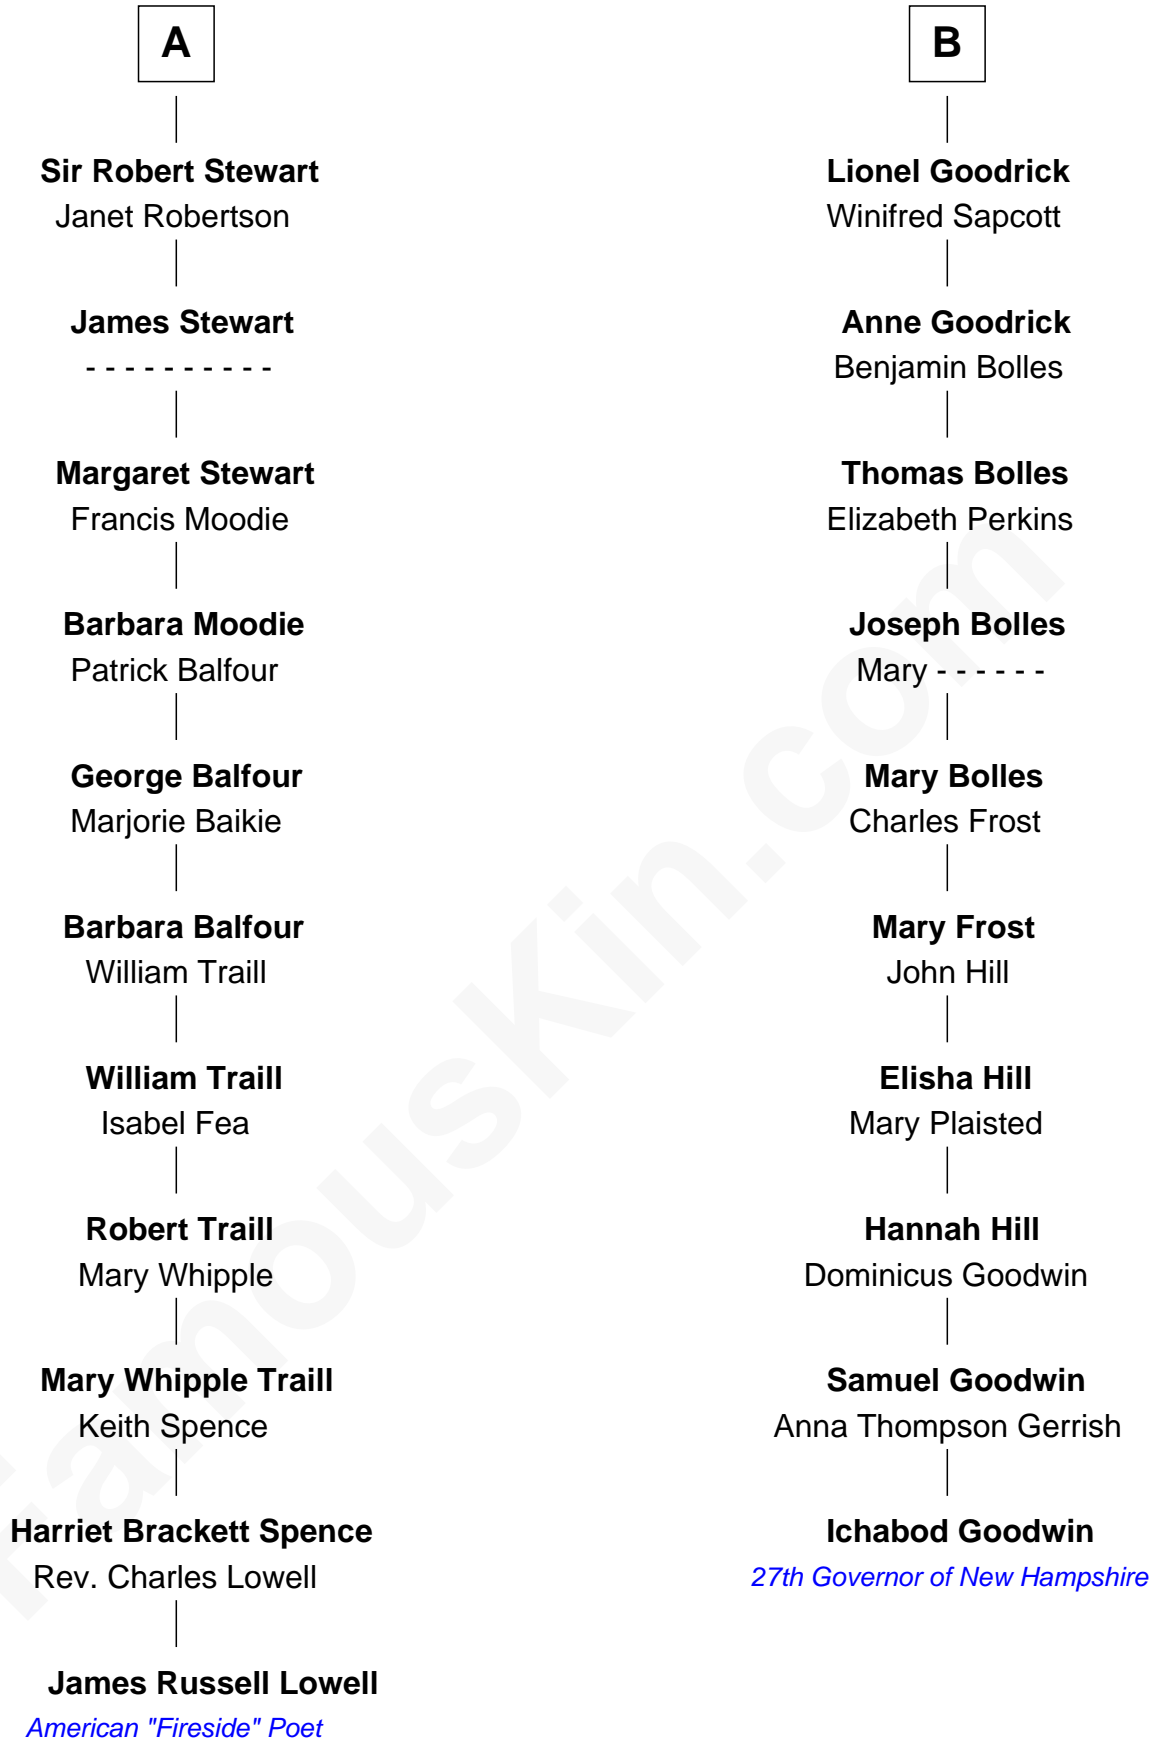 A
Sir Robert Stewart
Janet Robertson
James Stewart
- - - - - - - - - -
Margaret Stewart
Francis Moodie
Barbara Moodie
Patrick Balfour
George Balfour
Marjorie Baikie
Barbara Balfour
William Traill
William Traill
Isabel Fea
Robert Traill
Mary Whipple
Mary Whipple Traill
Keith Spence
Harriet Brackett Spence
Rev. Charles Lowell
James Russell Lowell
American "Fireside" Poet
B
Lionel Goodrick
Winifred Sapcott
Anne Goodrick
Benjamin Bolles
Thomas Bolles
Elizabeth Perkins
Joseph Bolles
Mary - - - - - -
Mary Bolles
Charles Frost
Mary Frost
John Hill
Elisha Hill
Mary Plaisted
Hannah Hill
Dominicus Goodwin
Samuel Goodwin
Anna Thompson Gerrish
Ichabod Goodwin
27th Governor of New Hampshire
FamousKin.com